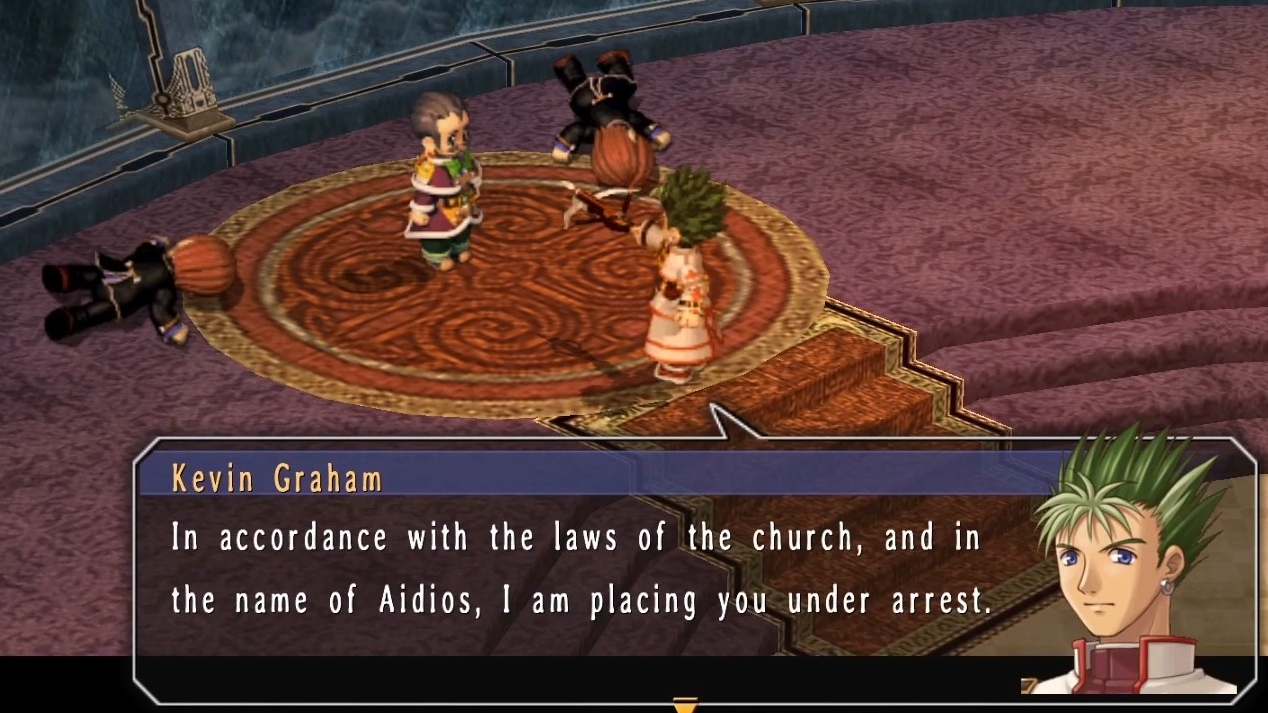 Kevin Graham
In accordance with the laws of the church, and in
the name of Aidios, I am placing you under arrest.